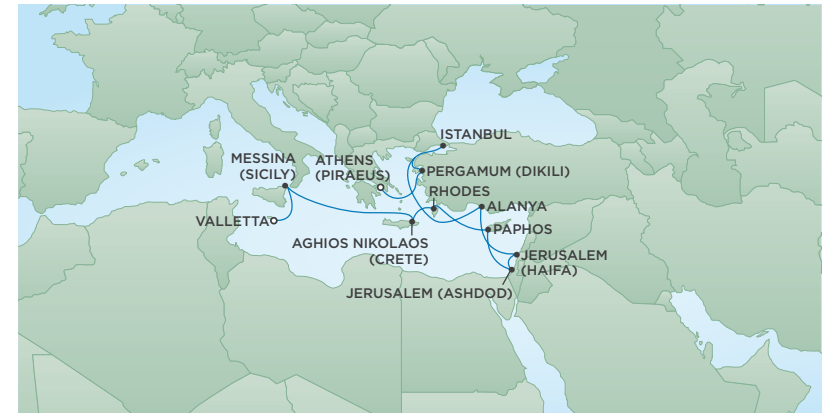 ISTANBUL
MESSINA
(SICILY)
ATHENS
(PIRAEUS)
PERGAMUM (DIKILI)
RHODES
ALANYA
VALLETTA
PAPHOS
AGHIOS NIKOLAOS
(CRETE)
JERUSALEM
(HAIFA)
JERUSALEM (ASHDOD)